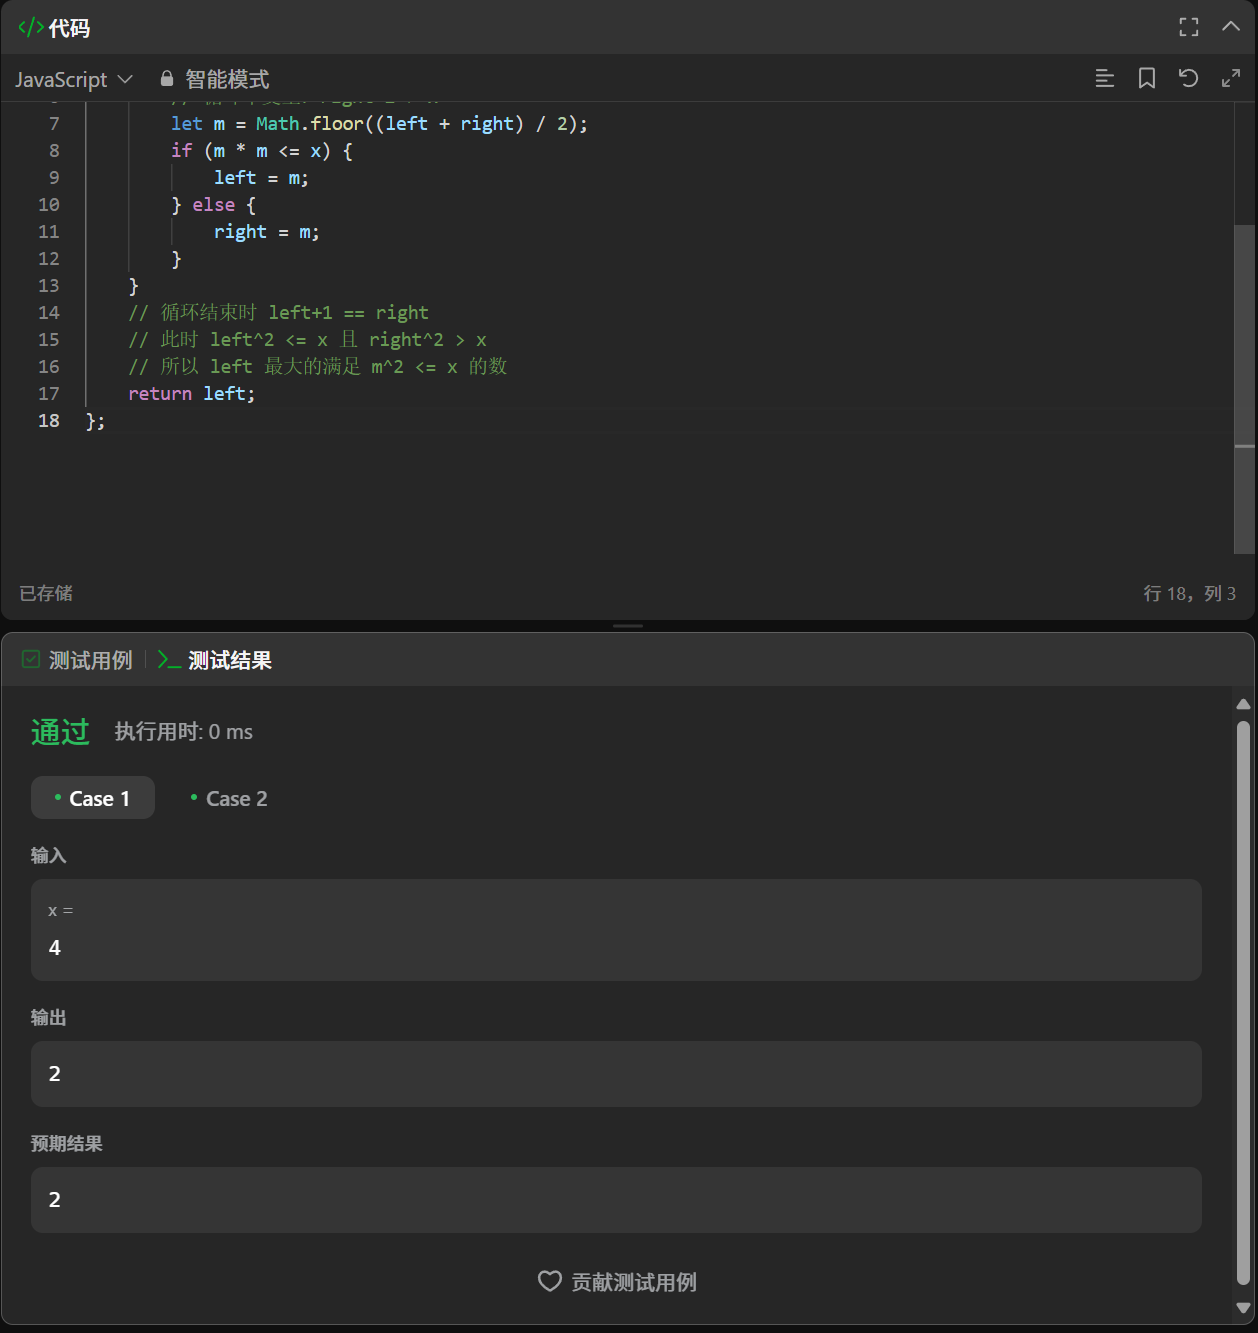 </> 代码
JavaScript 智能模式
7 let m = Math.floor((left + right) / 2);
8 if (m * m <= x) {
9 left = m;
10 } else {
11 right = m;
12 }
13 }
14 // 循环结束时 left+1 == right
15 // 此时 left^2 <= x 且 right^2 > x
16 // 所以 left 最大的满足 m^2 <= x 的数
17 return left;
18 };
已存储 行 18，列 3
测试用例 >_ 测试结果
通过 执行用时: 0 ms
Case 1 Case 2
输入
x =
4
输出
2
预期结果
2
贡献测试用例